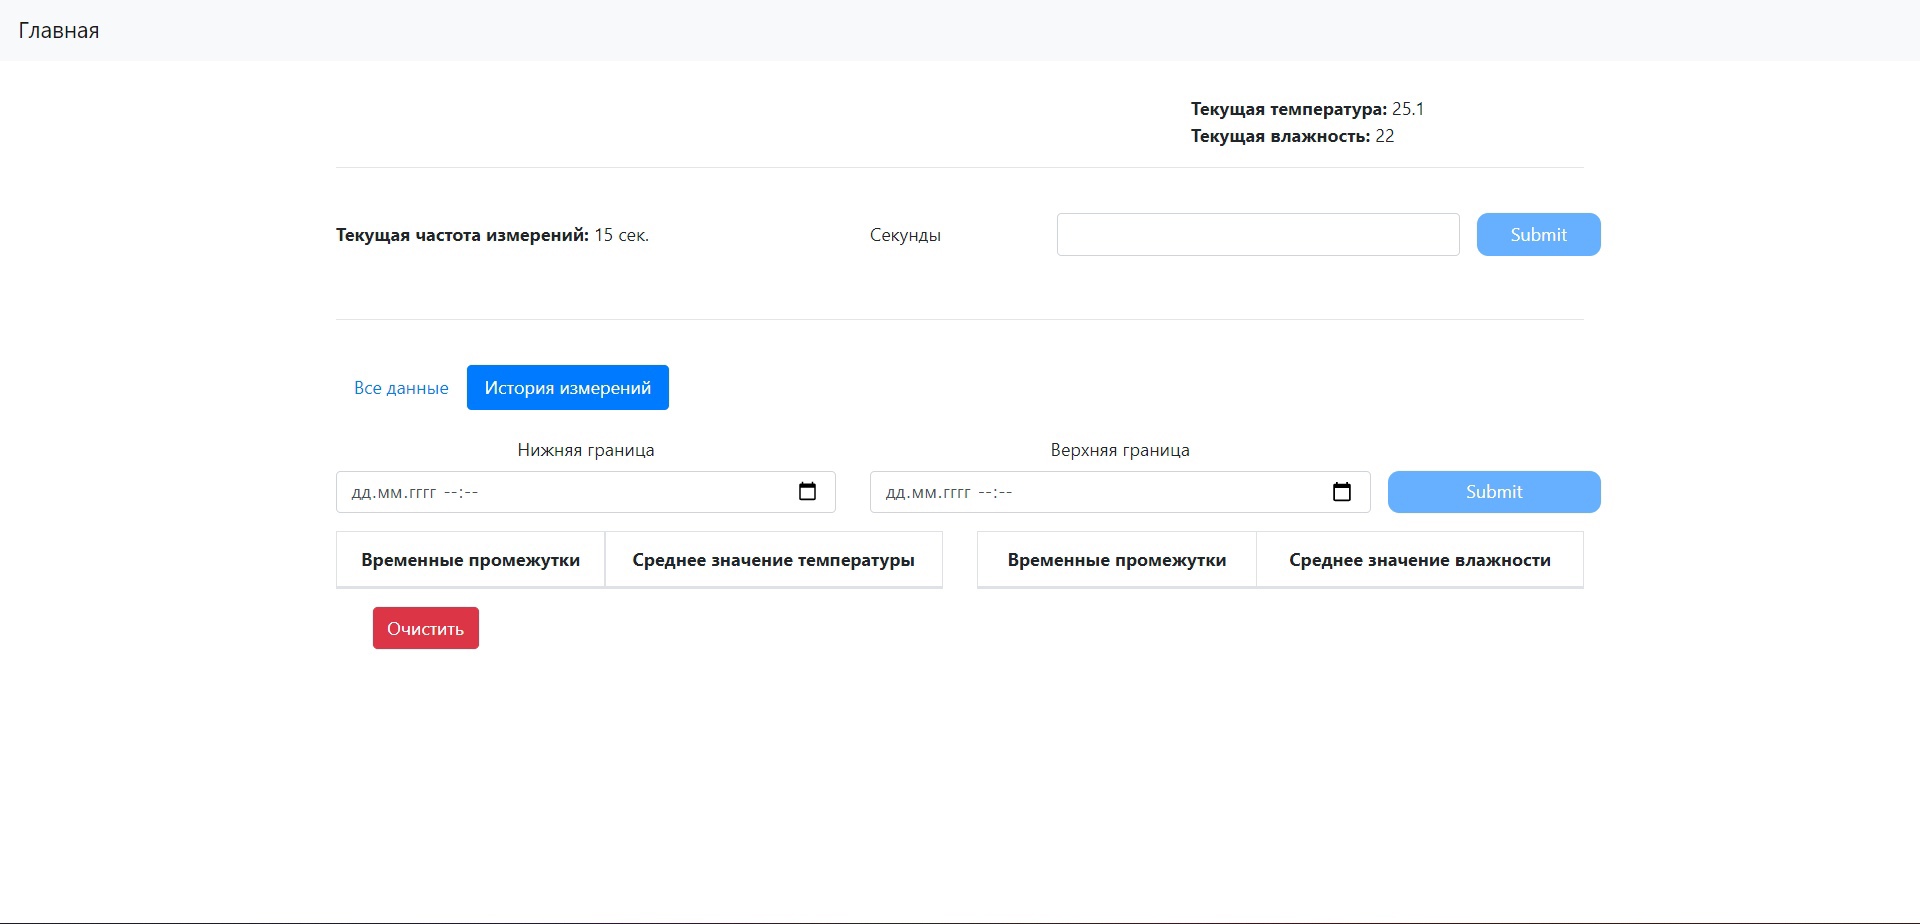 Главная
Текущая температура: 25.1
Текущая влажность: 22
Текущая частота измерений: 15 сек.
Секунды
Submit
Все данные
История измерений
Нижняя граница
Верхняя граница
дд.мм.гггг --:--
дд.мм.гггг --:--
Submit
Временные промежутки
Среднее значение температуры
Временные промежутки
Среднее значение влажности
Очистить